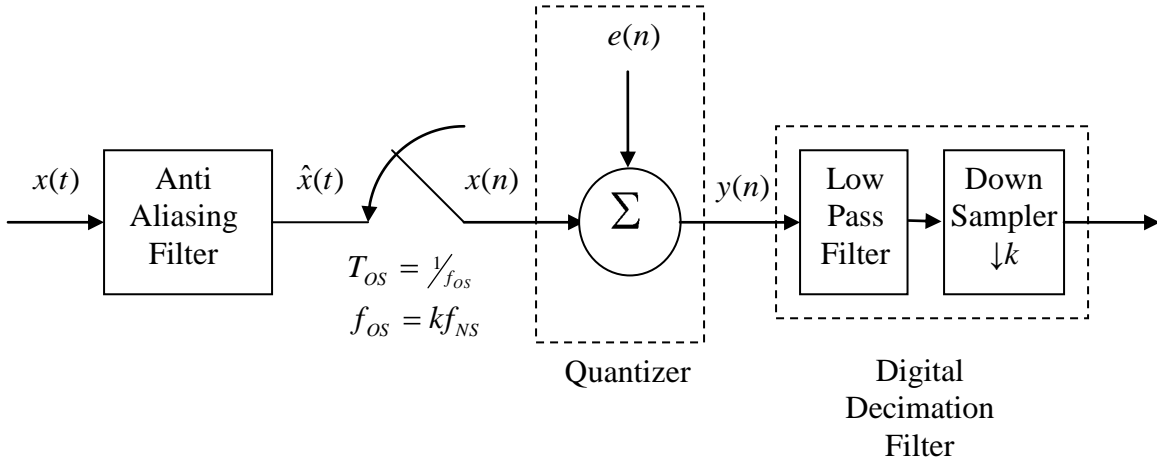 e(n)
x(t)
Anti
Aliasing
Filter
x̂(t)
x(n)
Σ
y(n)
Low
Pass
Filter
Down
Sampler
↓k
T_OS = 1/f_OS
f_OS = kf_NS
Quantizer
Digital
Decimation
Filter